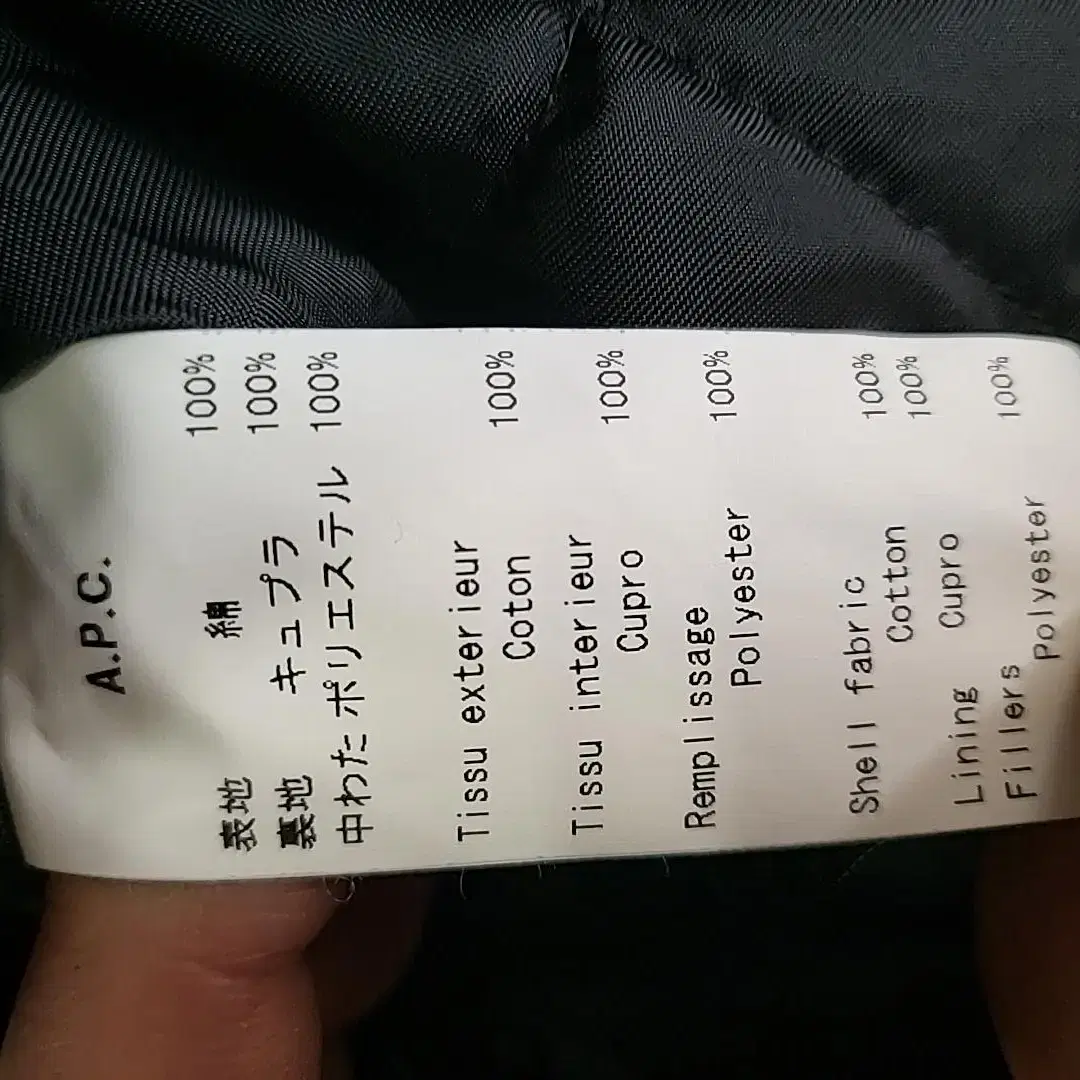 A.P.C.
表地 綿 100%
裏地 キュプラ 100%
中わたポリエステル 100%
Tissu exterieur
Coton 100%
Tissu interieur
Cupro 100%
Remplissage
Polyester 100%
Shell fabric
Cotton 100%
Lining Cupro 100%
Fillers
Polyester 100%